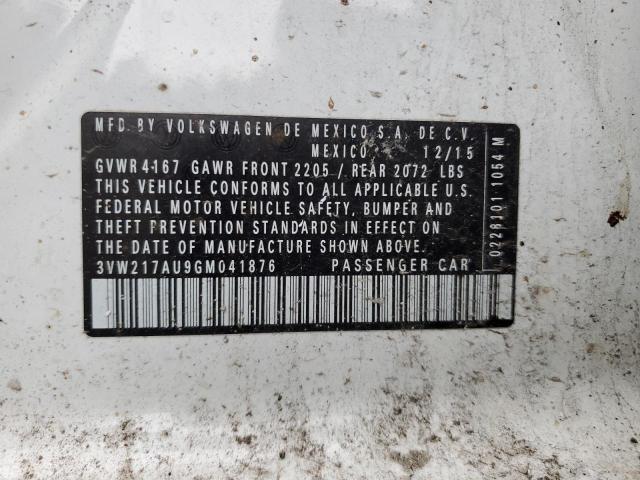 MFD. BY VOLKSWAGEN DE MEXICO S.A. DE C.V.
MEXICO 12/15
GVWR 4167 GAWR FRONT 2205 / REAR 2072 LBS
THIS VEHICLE CONFORMS TO ALL APPLICABLE U.S.
FEDERAL MOTOR VEHICLE SAFETY, BUMPER AND
THEFT PREVENTION STANDARDS IN EFFECT ON
THE DATE OF MANUFACTURE SHOWN ABOVE.
3VW217AU9GM041876 PASSENGER CAR
0228101 1054 M